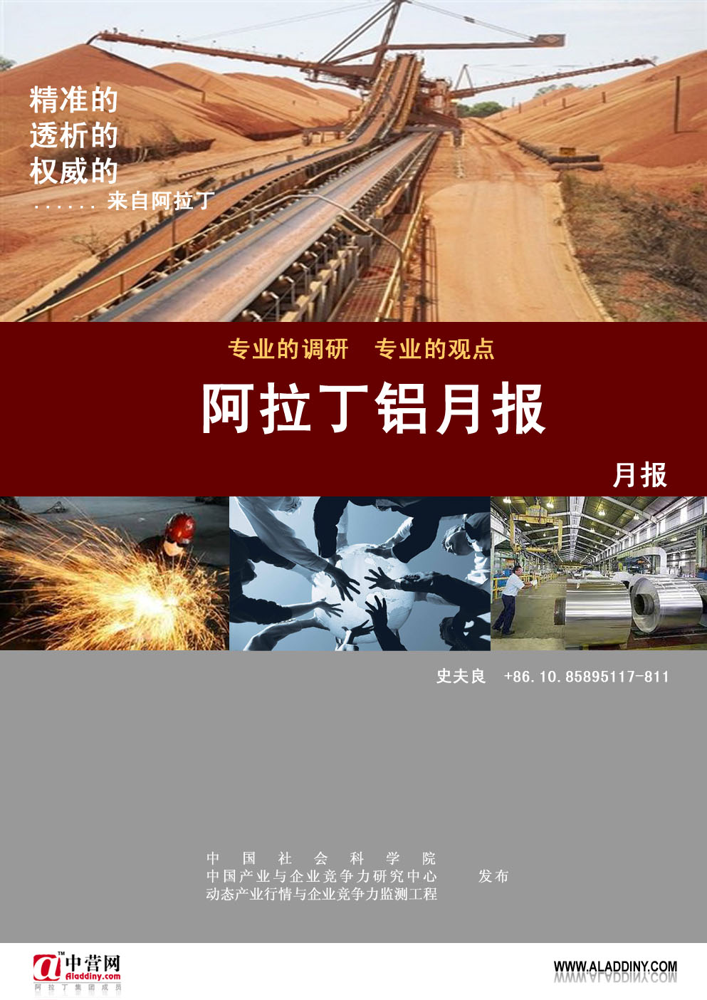 精准的
透析的
权威的
...... 来自阿拉丁
专业的调研 专业的观点
阿拉丁铝月报
月报
史夫良 +86.10.85895117-811
中国社会科学院
中国产业与企业竞争力研究中心 发布
动态产业行情与企业竞争力监测工程
@™中营网
Aladdiny.com
阿拉丁集团成员
WWW.ALADDINY.COM